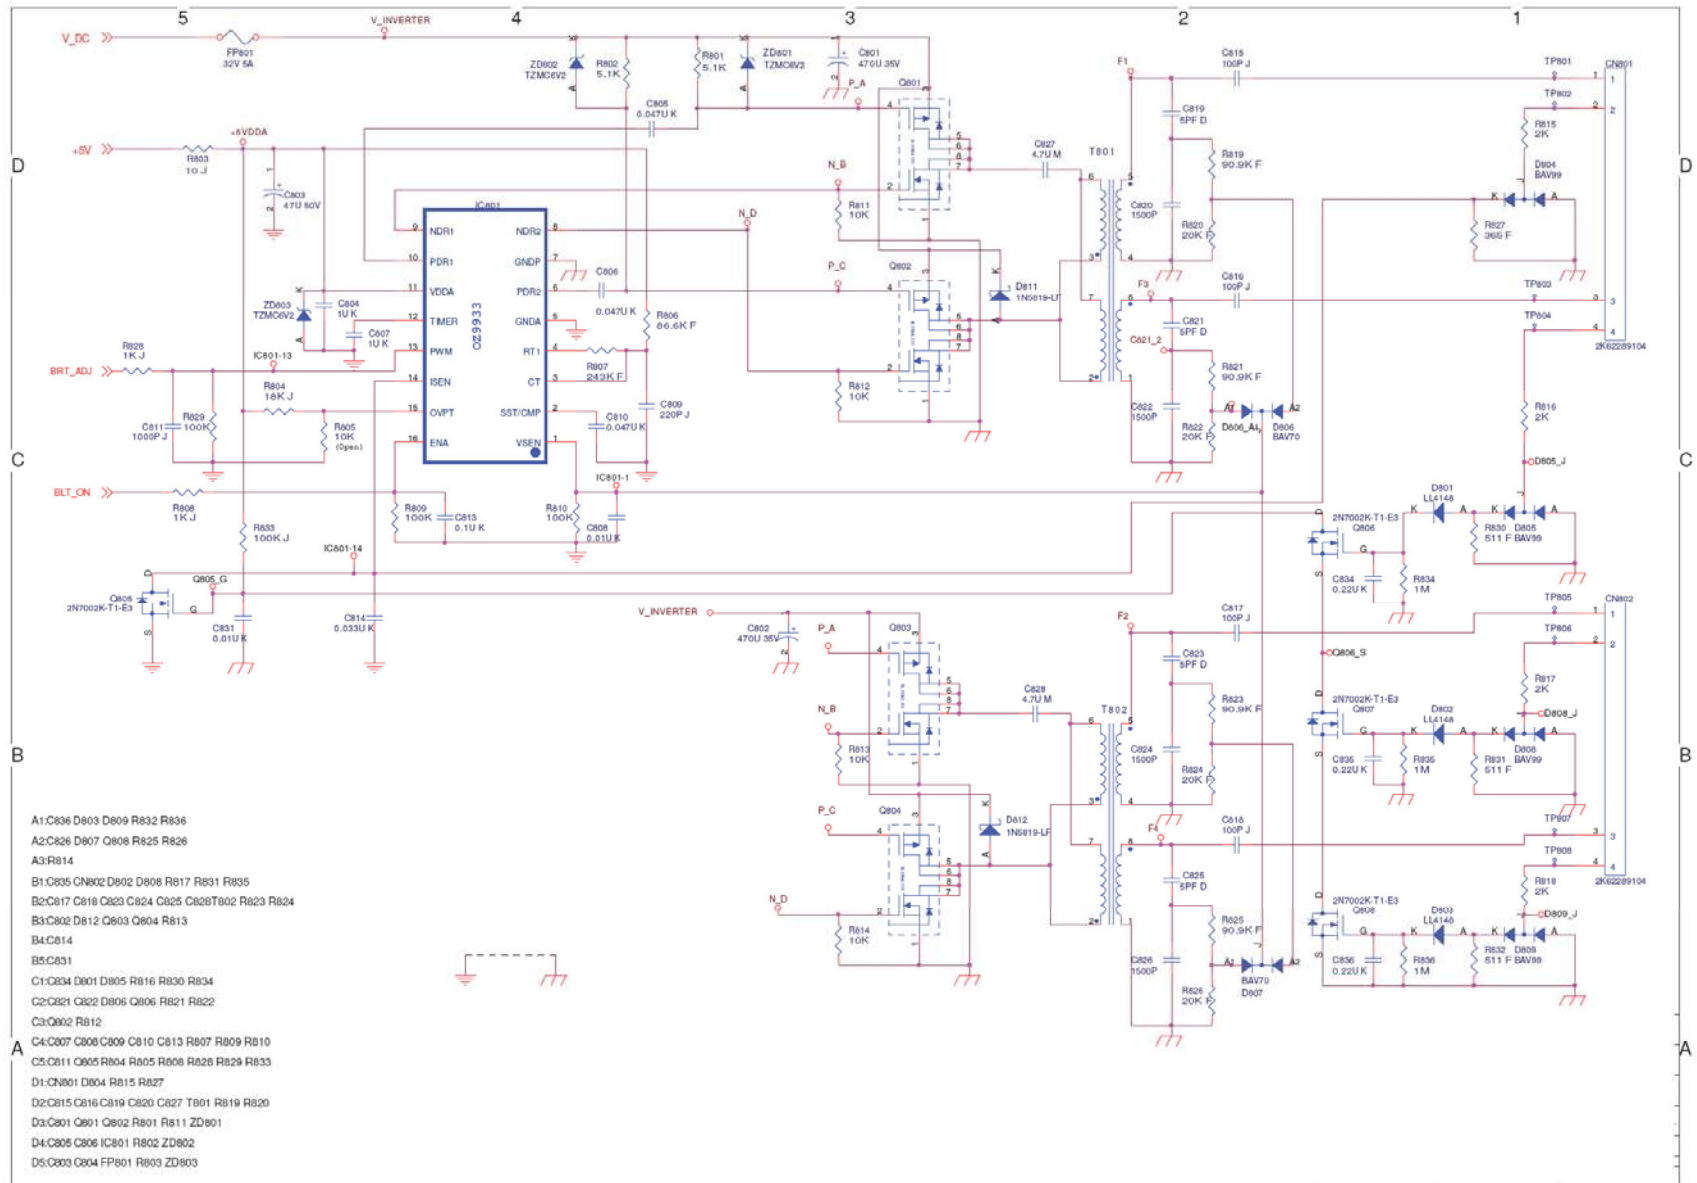 5
4
3
2
1
V_DC
FP801
32V 5A
V_INVERTER
ZD802
TZMC6V2
R802
5.1K
R801
5.1K
ZD801
TZMC6V2
C801
470U 35V
P_A
Q801
C805
0.047U K
F1
C815
100P J
TP801
CN801
TP802
C819
5PF D
R815
2K
+5V
+5VDDA
R803
10 J
C803
47U 50V
D
D
N_B
C827
4.7U M
T801
R819
90.9K F
D804
BAV99
R811
10K
C820
1500P
R820
20K F
R827
365 F
IC801
N_D
NDR1
NDR2
PDR1
GNDP
VDDA
PDR2
TIMER
GNDA
PWM
RT1
ISEN
CT
OVPT
SST/CMP
ENA
VSEN
OZ9933
9
10
11
12
13
14
15
16
8
7
6
5
4
3
2
1
ZD803
TZMC6V2
C804
1U K
C807
1U K
C806
0.047U K
R806
86.6K F
R807
243K F
P_C
Q802
D811
1N5819-LF
F3
C816
100P J
TP803
TP804
C821
5PF D
C821_2
2K62289104
R828
1K J
IC801-13
BRT_ADJ
R804
18K J
R829
100K
C811
1000P J
R805
10K
(Open)
C810
0.047U K
C809
220P J
R812
10K
R821
90.9K F
C822
1500P
R822
20K F
D806_A1
D806
BAV70
R816
2K
C
C
D805_J
BLT_ON
R808
1K J
R809
100K
C813
0.1U K
R810
100K
IC801-1
C808
0.01U K
R833
100K J
IC801-14
2N7002K-T1-E3
Q806
D801
LL4148
R830
511 F
D805
BAV99
C834
0.22U K
R834
1M
Q805_G
Q805
2N7002K-T1-E3
C831
0.01U K
C814
0.033U K
V_INVERTER
C802
470U 35V
P_A
Q803
F2
C817
100P J
TP805
CN802
TP806
C823
5PF D
Q806_S
R817
2K
C828
4.7U M
T802
R823
90.9K F
2N7002K-T1-E3
Q807
D802
LL4148
D808_J
N_B
R813
10K
C824
1500P
R824
20K F
C835
0.22U K
R835
1M
R831
511 F
D808
BAV99
B
B
P_C
Q804
D812
1N5819-LF
F4
C818
100P J
TP807
TP808
C825
5PF D
R818
2K
2K62289104
2N7002K-T1-E3
Q808
D803
LL4148
D809_J
N_D
R814
10K
R825
90.9K F
C826
1500P
R826
20K F
BAV70
D807
C836
0.22U K
R836
1M
R832
511 F
D809
BAV99
A1:C836 D803 D809 R832 R836
A2:C826 D807 Q808 R825 R826
A3:R814
B1:C835 CN802 D802 D808 R817 R831 R835
B2:C817 C818 C823 C824 C825 C828T802 R823 R824
B3:C802 D812 Q803 Q804 R813
B4:C814
B5:C831
C1:C834 D801 D805 R816 R830 R834
C2:C821 C822 D806 Q806 R821 R822
C3:Q802 R812
C4:C807 C808 C809 C810 C813 R807 R809 R810
C5:C811 Q805 R804 R805 R808 R828 R829 R833
D1:CN801 D804 R815 R827
D2:C815 C816 C819 C820 C827 T801 R819 R820
D3:C801 Q801 Q802 R801 R811 ZD801
D4:C805 C806 IC801 R802 ZD802
D5:C803 C804 FP801 R803 ZD803
A
A